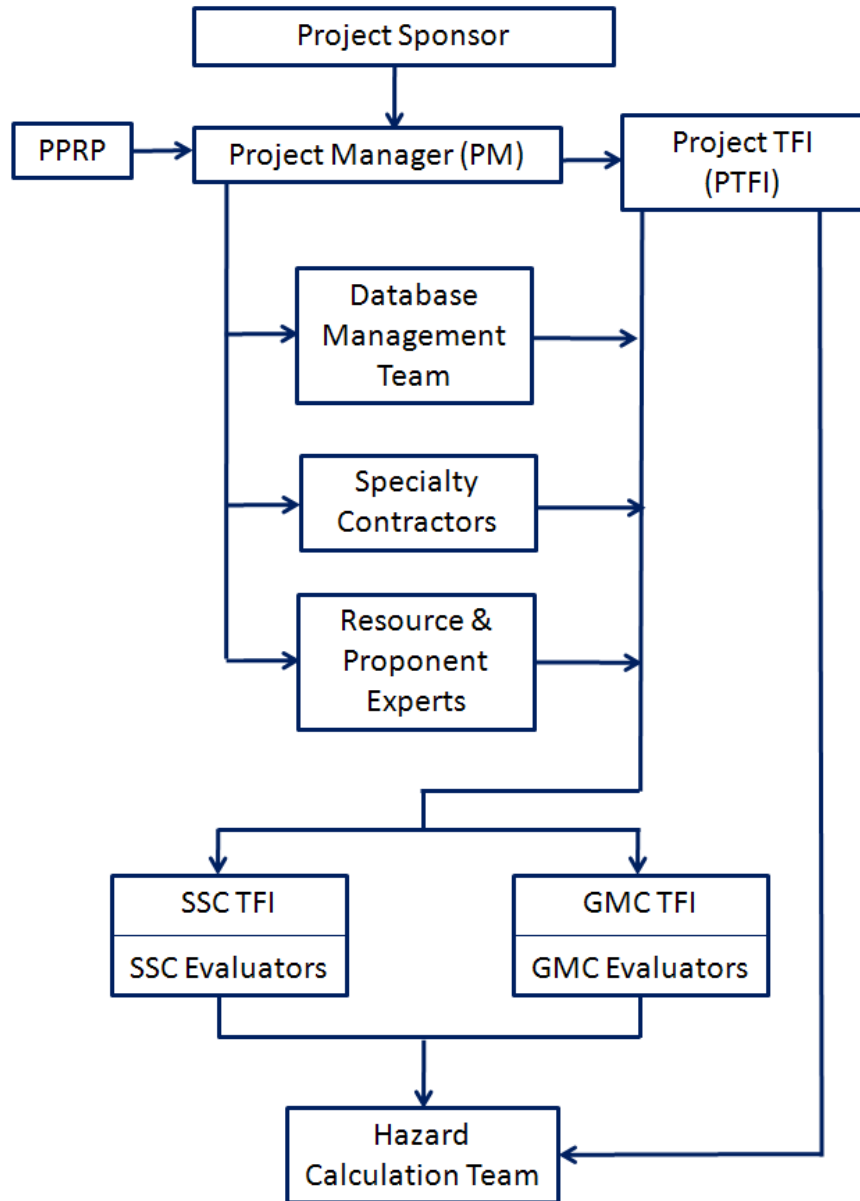 Project Sponsor
PPRP
Project Manager (PM)
Project TFI
(PTFI)
Database
Management
Team
Specialty
Contractors
Resource &
Proponent
Experts
SSC TFI
SSC Evaluators
GMC TFI
GMC Evaluators
Hazard
Calculation Team